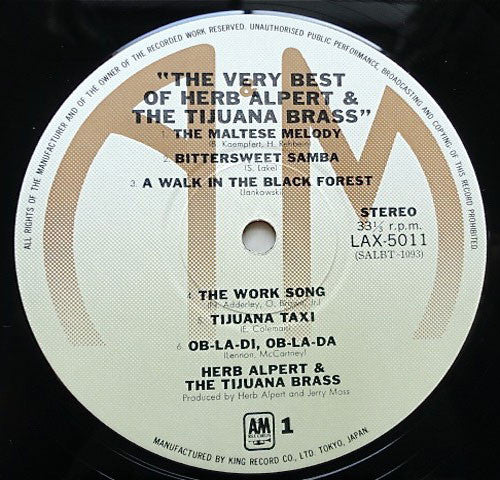 ALL RIGHTS OF THE MANUFACTURER AND OF THE OWNER OF THE RECORDED WORK RESERVED. UNAUTHORISED PUBLIC PERFORMANCE, BROADCASTING AND COPYING OF THIS RECORD PROHIBITED.
"THE VERY BEST
OF HERB ALPERT &
THE TIJUANA BRASS"
1. THE MALTESE MELODY
(B. Kaempfert, H. Rehbein)
2. BITTERSWEET SAMBA
(S. Lake)
3. A WALK IN THE BLACK FOREST
(Jankowski)
STEREO
33⅓ r.p.m.
LAX-5011
(SALBT-1093)
4. THE WORK SONG
(N. Adderley, O. Brown, Jr.)
5. TIJUANA TAXI
(E. Coleman)
6. OB-LA-DI, OB-LA-DA
(Lennon, McCartney)
HERB ALPERT &
THE TIJUANA BRASS
Produced by Herb Alpert and Jerry Moss
AM
RECORDS
1
MANUFACTURED BY KING RECORD CO., LTD. TOKYO, JAPAN.